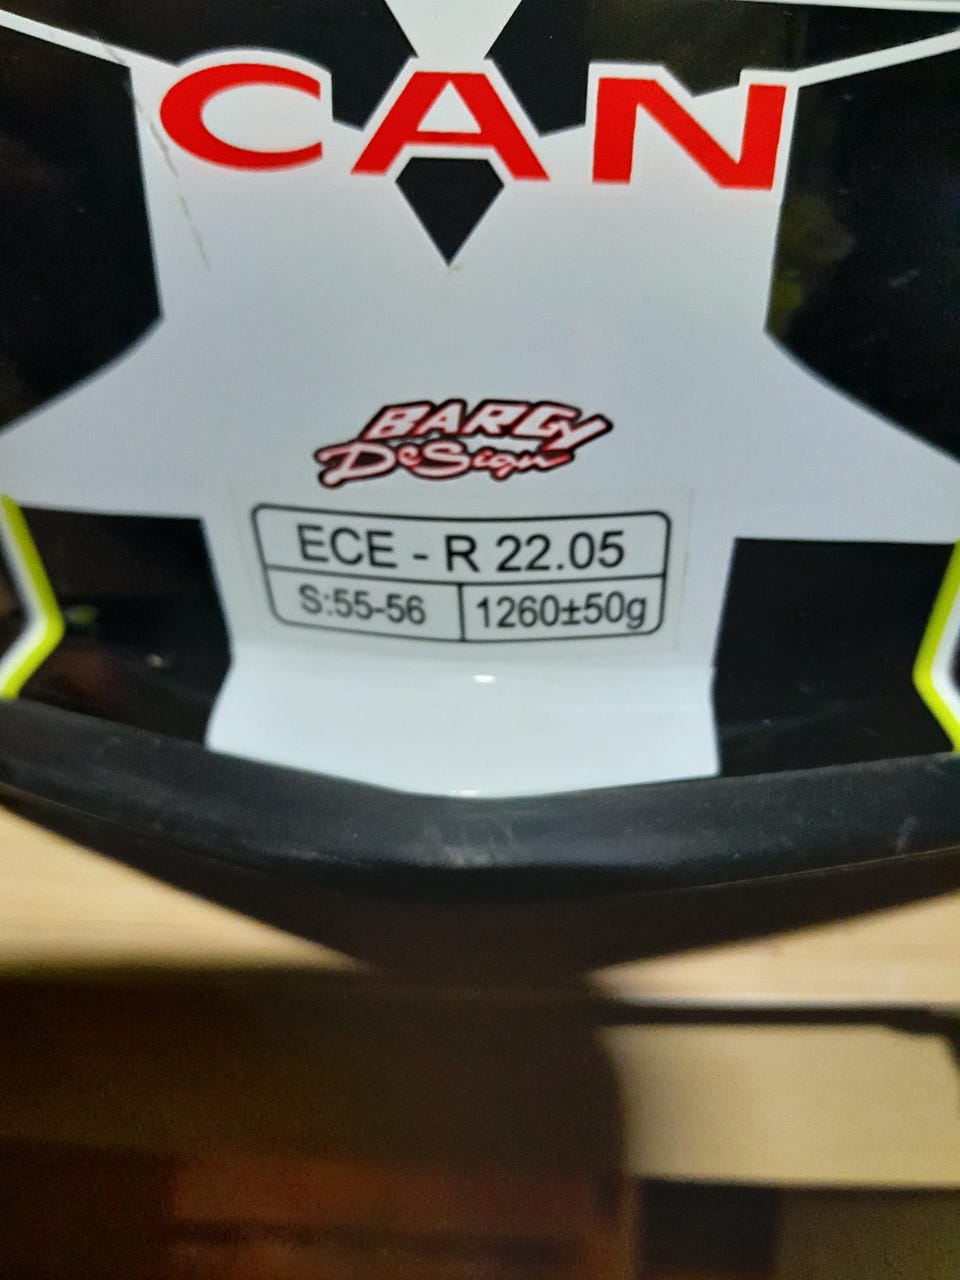 CAN
BARGY
DeSign
ECE - R 22.05
S:55-56 1260±50g